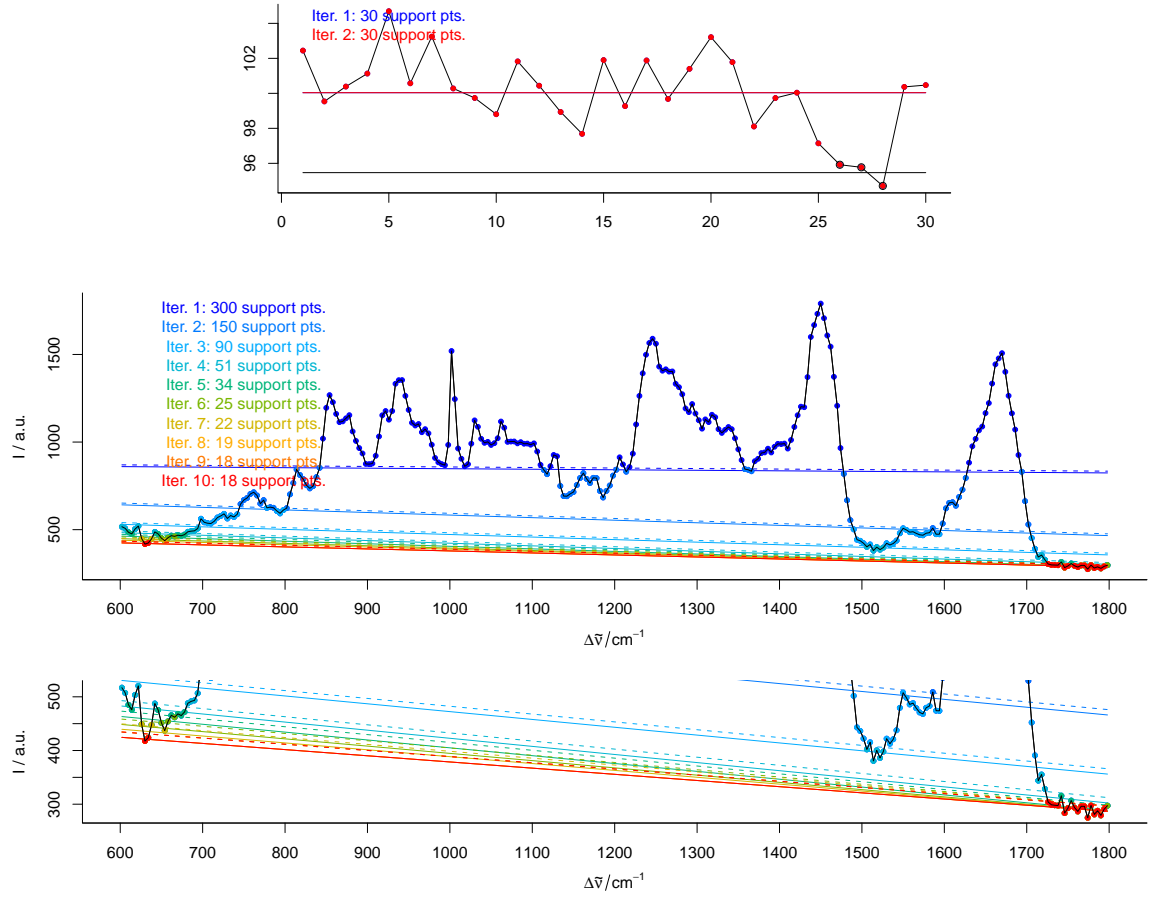 Iter. 1: 30 support pts.
Iter. 2: 30 support pts.
102
98
96
0 5 10 15 20 25 30
Iter. 1: 300 support pts.
Iter. 2: 150 support pts.
Iter. 3: 90 support pts.
Iter. 4: 51 support pts.
Iter. 5: 34 support pts.
Iter. 6: 25 support pts.
Iter. 7: 22 support pts.
Iter. 8: 19 support pts.
Iter. 9: 18 support pts.
Iter. 10: 18 support pts.
I / a.u.
1500
1000
500
600 700 800 900 1000 1100 1200 1300 1400 1500 1600 1700 1800
Δν̃/cm⁻¹
I / a.u.
500
400
300
600 700 800 900 1000 1100 1200 1300 1400 1500 1600 1700 1800
Δν̃/cm⁻¹